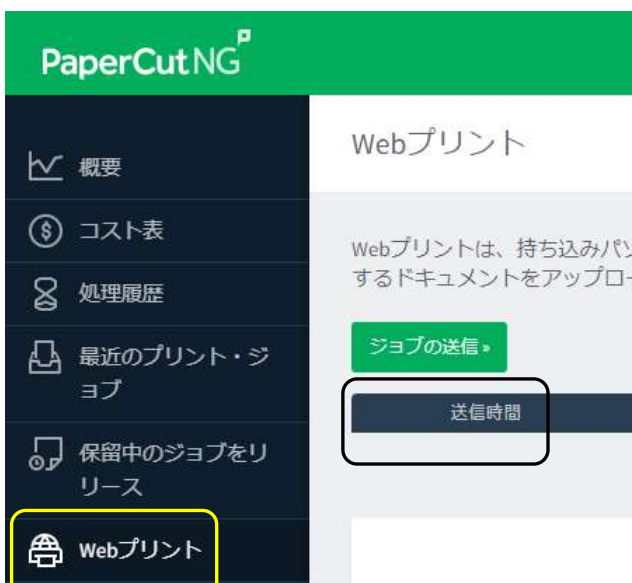 PaperCut NG
概要
コスト表
処理履歴
最近のプリント・ジ
ョブ
保留中のジョブをリ
リース
Webプリント
Webプリント
Webプリントは、持ち込みパソ
するドキュメントをアップロー
ジョブの送信»
送信時間